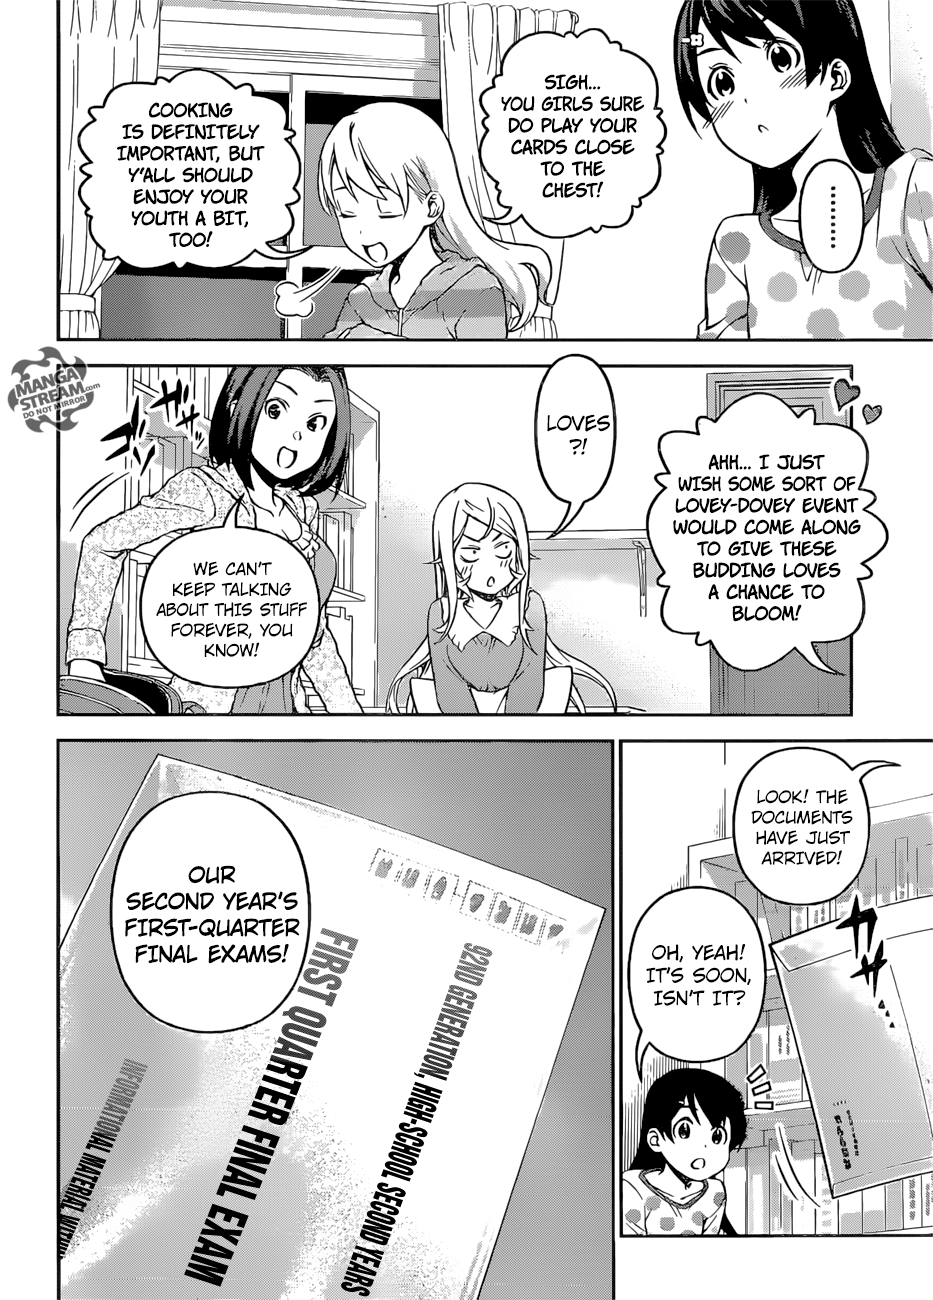 SIGH...
YOU GIRLS SURE
DO PLAY YOUR
CARDS CLOSE
TO THE
CHEST!
.........
COOKING
IS DEFINITELY
IMPORTANT, BUT
Y'ALL SHOULD
ENJOY YOUR
YOUTH A BIT,
TOO!
MANGA
STREAM.com
DO NOT MIRROR
AHH... I JUST
WISH SOME SORT OF
LOVEY-DOVEY EVENT
WOULD COME ALONG
TO GIVE THESE
BUDDING LOVES
A CHANCE TO
BLOOM!
LOVES
?!
WE CAN'T
KEEP TALKING
ABOUT THIS STUFF
FOREVER, YOU
KNOW!
LOOK! THE
DOCUMENTS
HAVE JUST
ARRIVED!
OH, YEAH!
IT'S SOON,
ISN'T IT?
OUR
SECOND YEAR'S
FIRST-QUARTER
FINAL EXAMS!
92ND GENERATION, HIGH-SCHOOL SECOND YEARS
FIRST QUARTER FINAL EXAM
INFORMATIONAL MATERIAL WITHIN